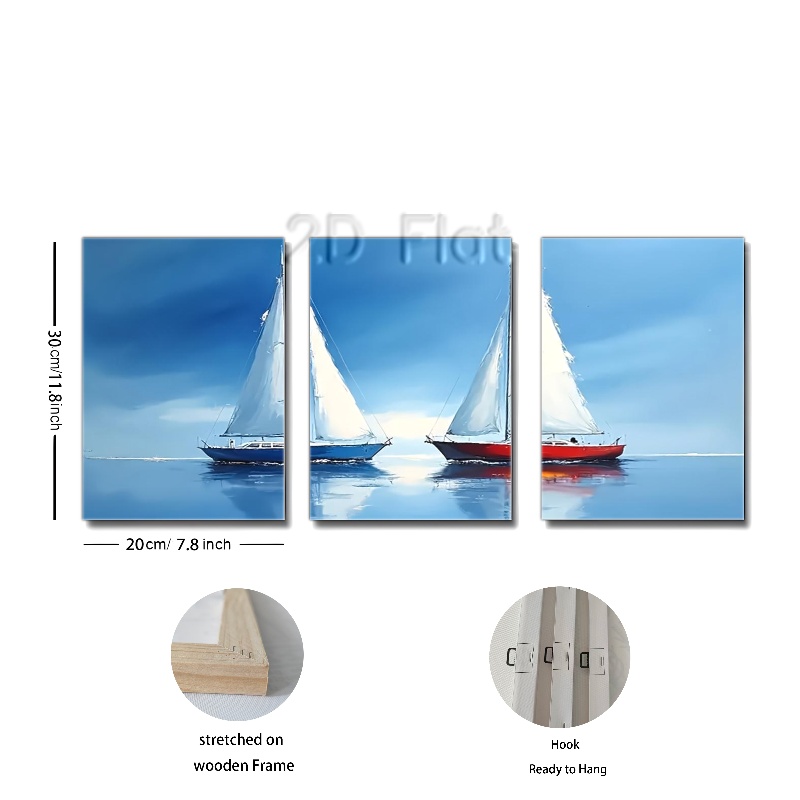 2D Flat
30cm/11.8inch
20cm/ 7.8 inch
stretched on
wooden Frame
Hook
Ready to Hang